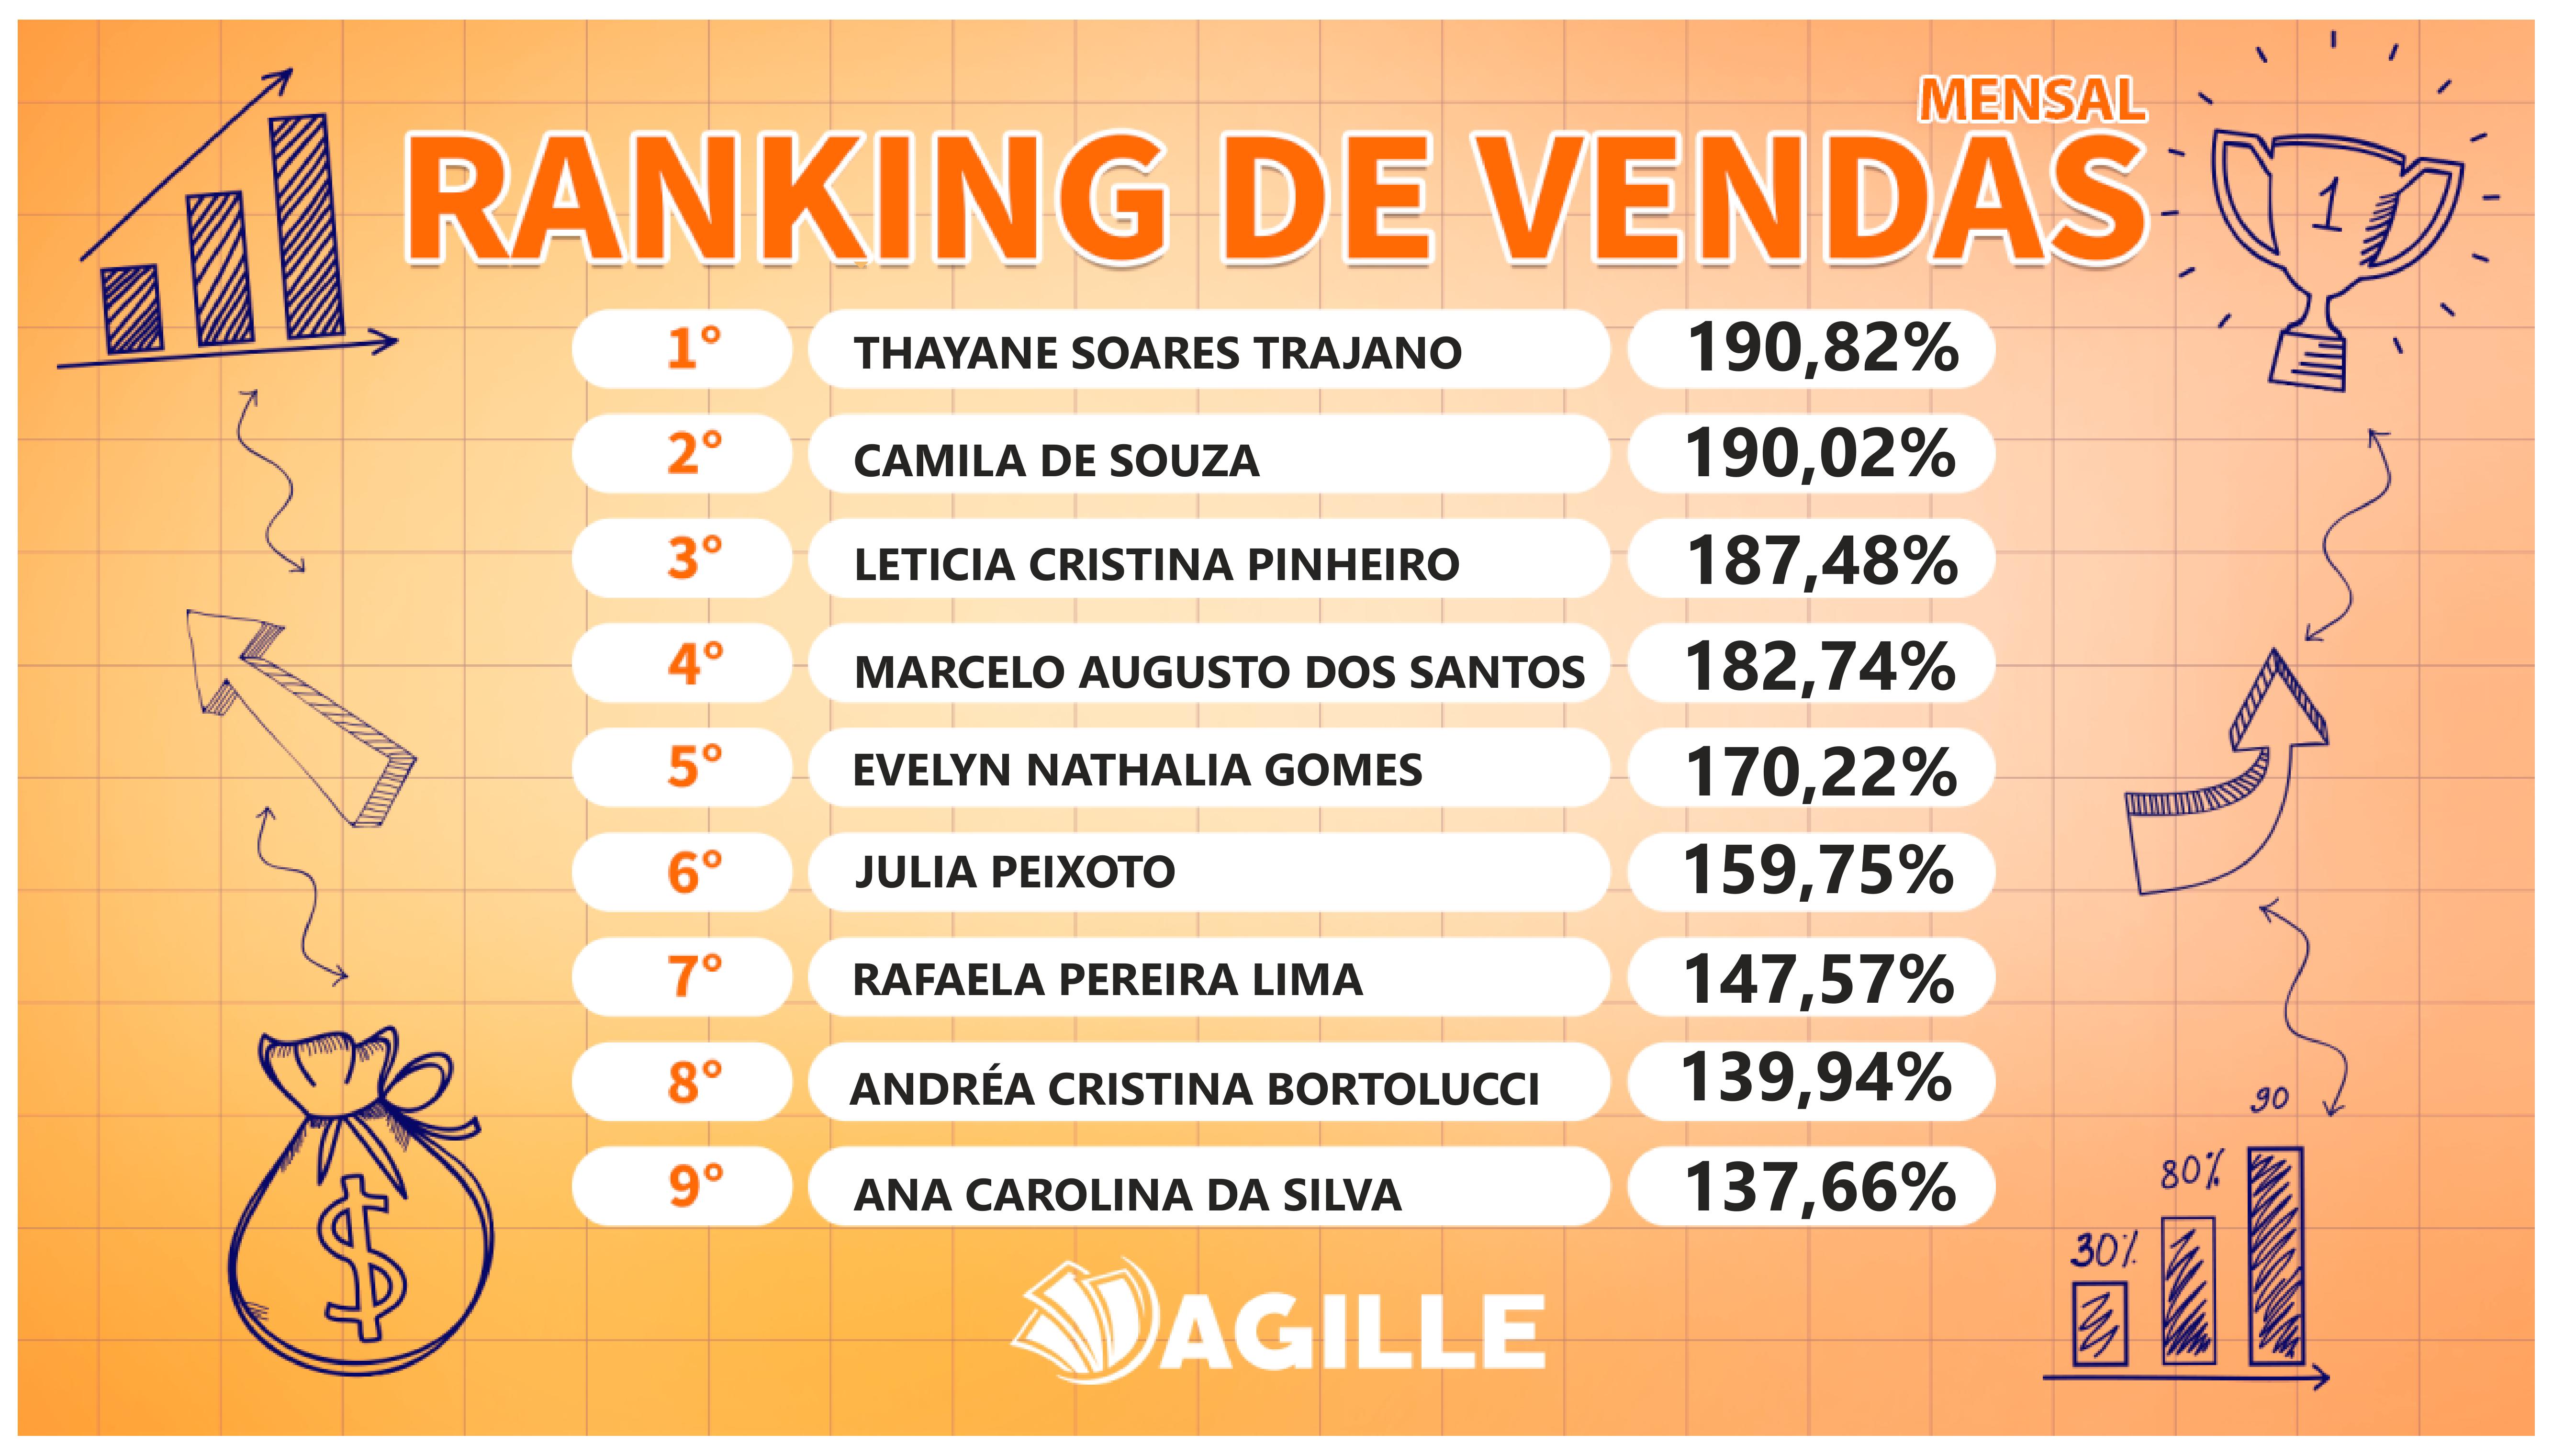 MENSAL
RANKING DE VENDAS
1
1° THAYANE SOARES TRAJANO 190,82%
2° CAMILA DE SOUZA 190,02%
3° LETICIA CRISTINA PINHEIRO 187,48%
4° MARCELO AUGUSTO DOS SANTOS 182,74%
5° EVELYN NATHALIA GOMES 170,22%
6° JULIA PEIXOTO 159,75%
7° RAFAELA PEREIRA LIMA 147,57%
8° ANDRÉA CRISTINA BORTOLUCCI 139,94%
9° ANA CAROLINA DA SILVA 137,66%
$
30%
80%
90
AGILLE